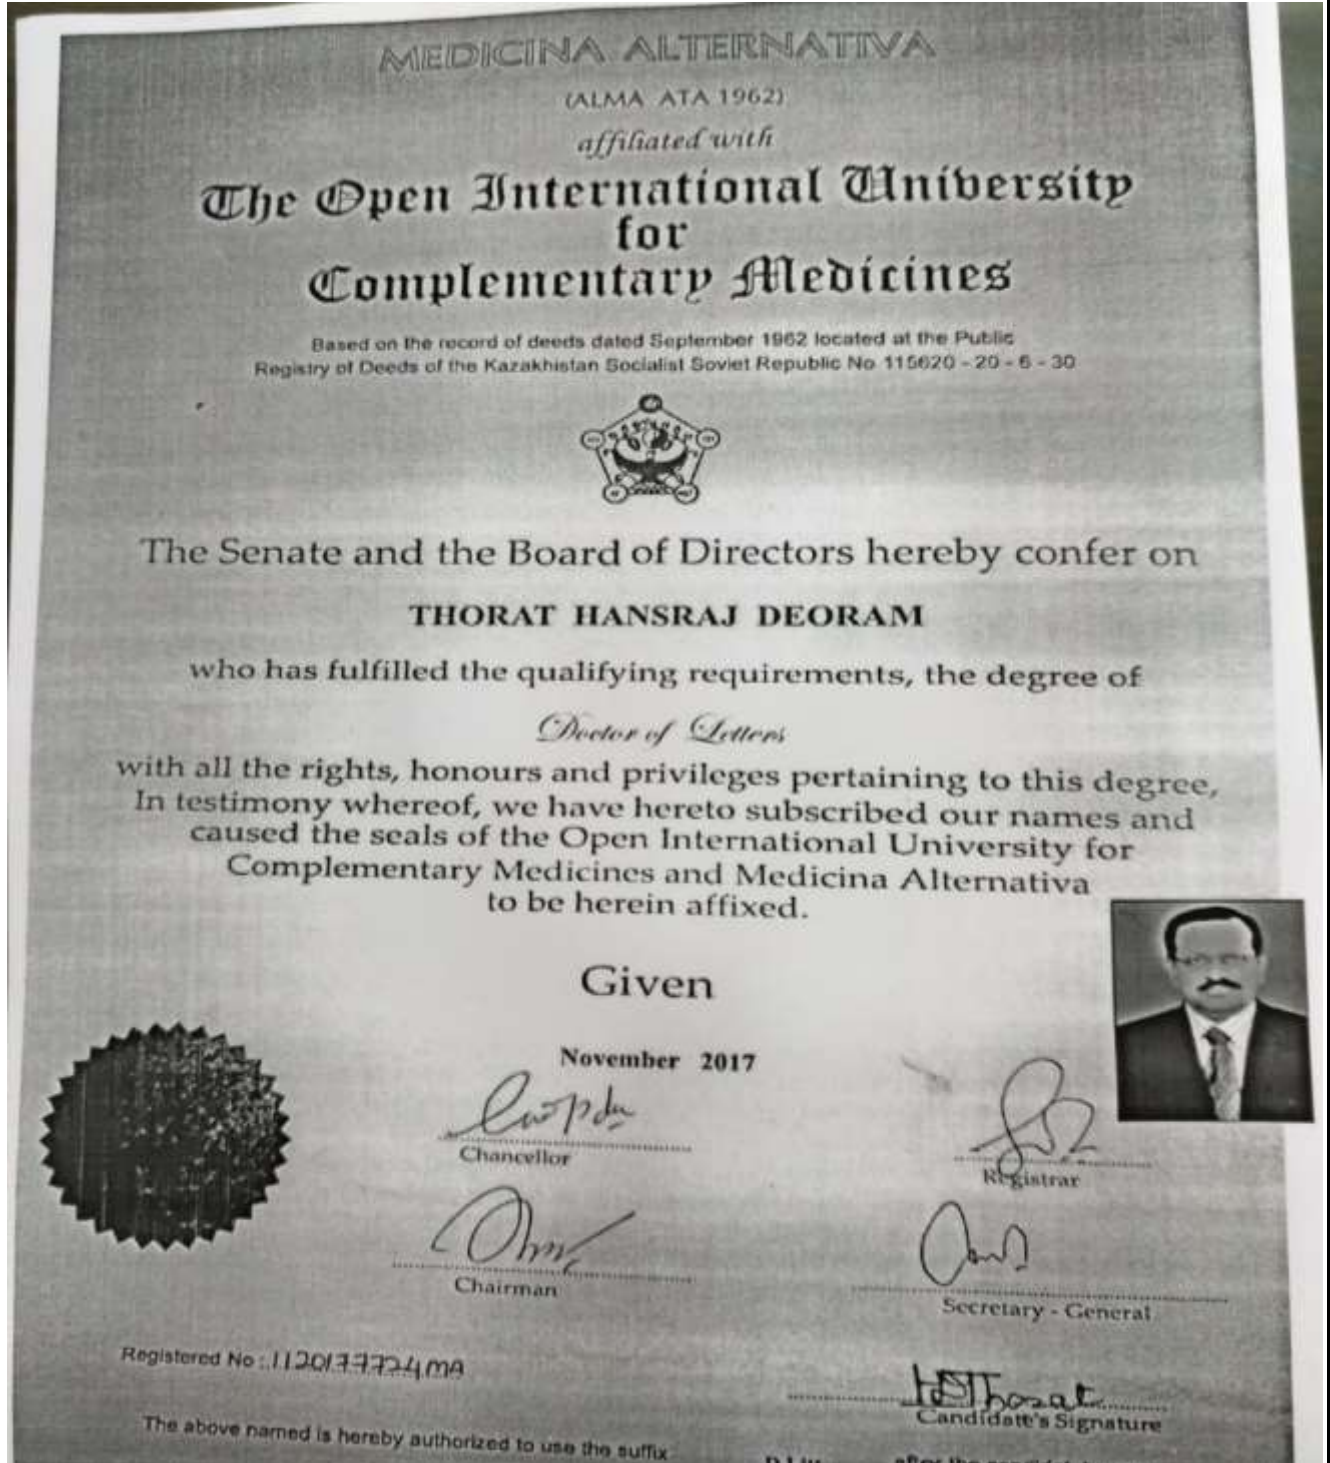 MEDICINA ALTERNATIVA
(ALMA ATA 1962)
affiliated with
The Open International University
for
Complementary Medicines
Based on the record of deeds dated September 1962 located at the Public
Registry of Deeds of the Kazakhistan Socialist Soviet Republic No 115620 - 20 - 6 - 30
The Senate and the Board of Directors hereby confer on
THORAT HANSRAJ DEORAM
who has fulfilled the qualifying requirements, the degree of
Doctor of Letters
with all the rights, honours and privileges pertaining to this degree,
In testimony whereof, we have hereto subscribed our names and
caused the seals of the Open International University for
Complementary Medicines and Medicina Alternativa
to be herein affixed.
Given
November 2017
Chancellor
Registrar
Chairman
Secretary - General
Registered No :. 1120177724MA
HDThorat
Candidate's Signature
The above named is hereby authorized to use the suffix